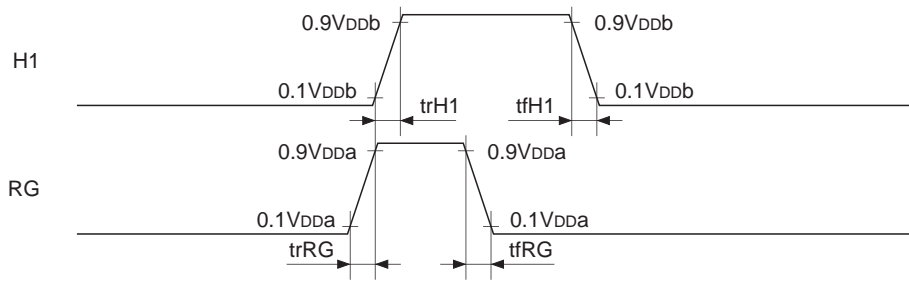 0.9VDDb
0.9VDDb
H1
0.1VDDb
0.1VDDb
trH1
tfH1
0.9VDDa
0.9VDDa
RG
0.1VDDa
0.1VDDa
trRG
tfRG